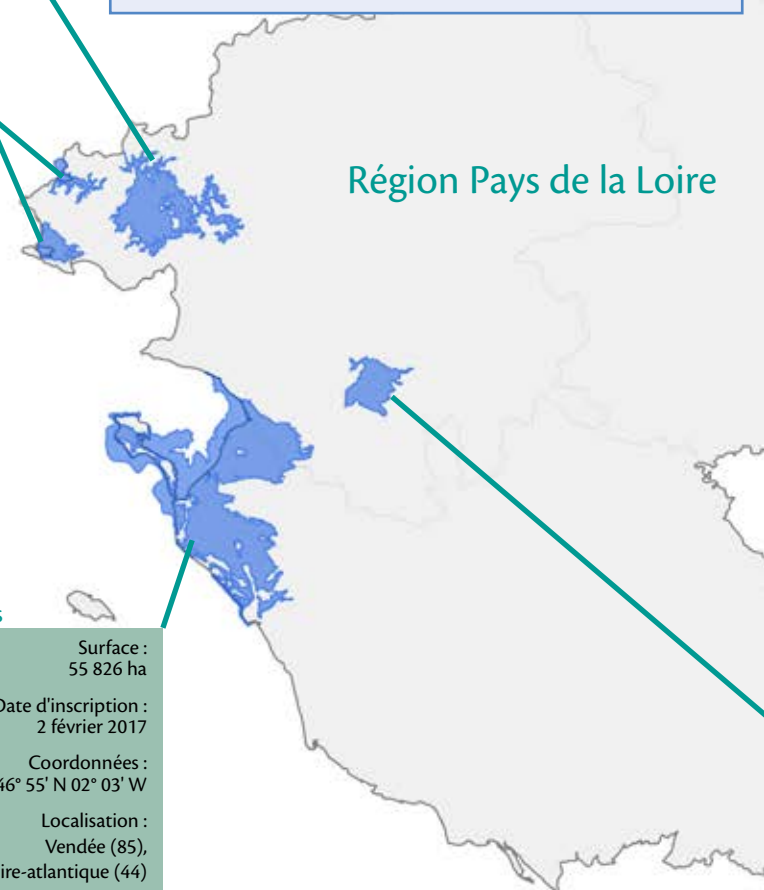 Région Pays de la Loire
s
Surface :
55 826 ha
Date d'inscription :
2 février 2017
Coordonnées :
46° 55' N 02° 03' W
Localisation :
Vendée (85),
ire-atlantique (44)